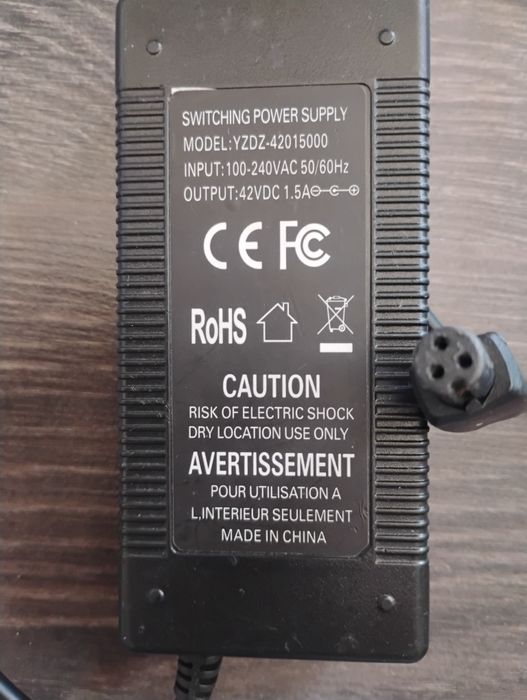 SWITCHING POWER SUPPLY
MODEL:YZDZ-42015000
INPUT:100-240VAC 50/60Hz
OUTPUT:42VDC 1.5A
CE FC
RoHS
CAUTION
RISK OF ELECTRIC SHOCK
DRY LOCATION USE ONLY
AVERTISSEMENT
POUR UTILISATION A
L,INTERIEUR SEULEMENT
MADE IN CHINA